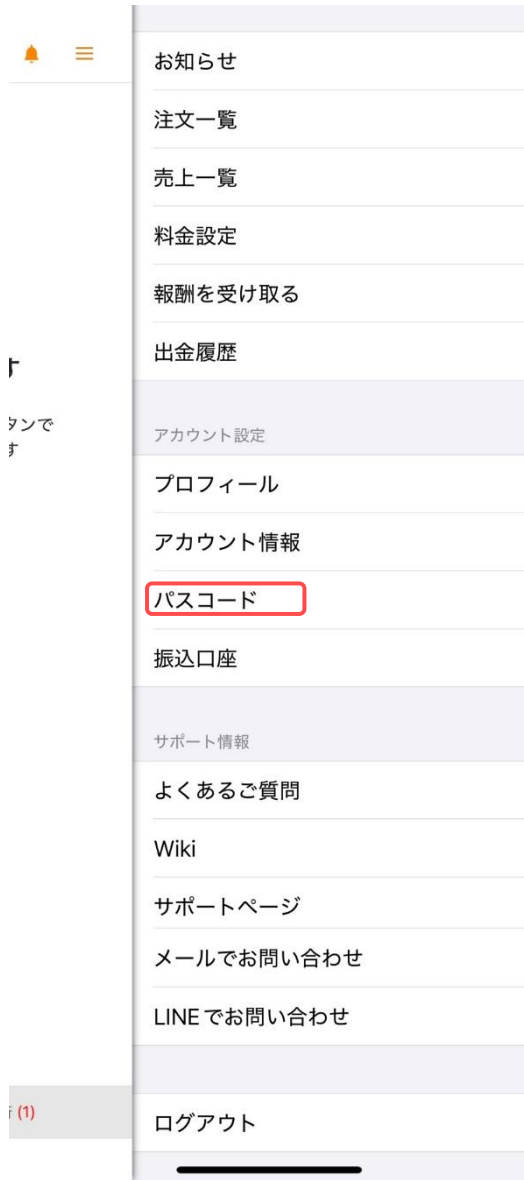 お知らせ
注文一覧
売上一覧
料金設定
報酬を受け取る
出金履歴
す
タンで
す
アカウント設定
プロフィール
アカウント情報
パスコード
振込口座
サポート情報
よくあるご質問
Wiki
サポートページ
メールでお問い合わせ
LINEでお問い合わせ
(1)
ログアウト